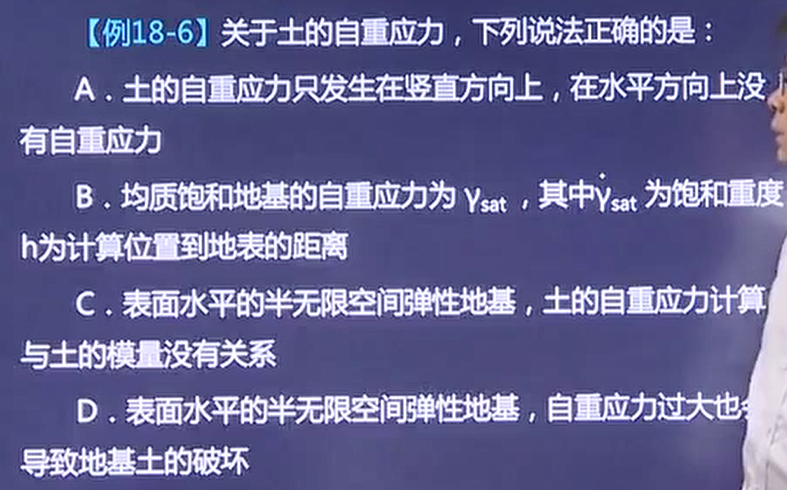 【例18-6】关于土的自重应力，下列说法正确的是：
A．土的自重应力只发生在竖直方向上，在水平方向上没
有自重应力
B．均质饱和地基的自重应力为 γsat ，其中γsat 为饱和重度
h为计算位置到地表的距离
C．表面水平的半无限空间弹性地基，土的自重应力计算
与土的模量没有关系
D．表面水平的半无限空间弹性地基，自重应力过大也
导致地基土的破坏